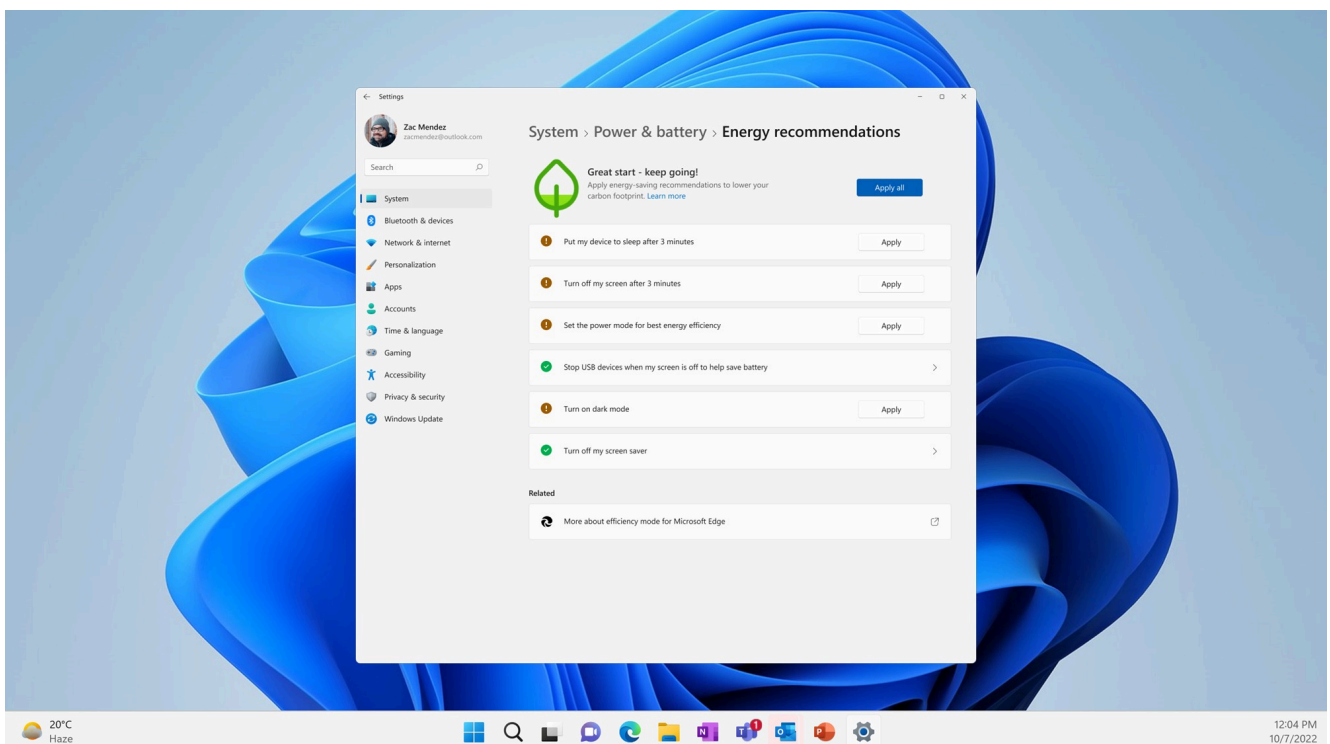 Settings
Zac Mendez
zacmendez@outlook.com
Search
System
Bluetooth & devices
Network & internet
Personalization
Apps
Accounts
Time & language
Gaming
Accessibility
Privacy & security
Windows Update
System > Power & battery > Energy recommendations
Great start - keep going!
Apply energy-saving recommendations to lower your
carbon footprint. Learn more
Apply all
Put my device to sleep after 3 minutes
Apply
Turn off my screen after 3 minutes
Apply
Set the power mode for best energy efficiency
Apply
Stop USB devices when my screen is off to help save battery
Turn on dark mode
Apply
Turn off my screen saver
Related
More about efficiency mode for Microsoft Edge
20°C
Haze
N
1
P
12:04 PM
10/7/2022